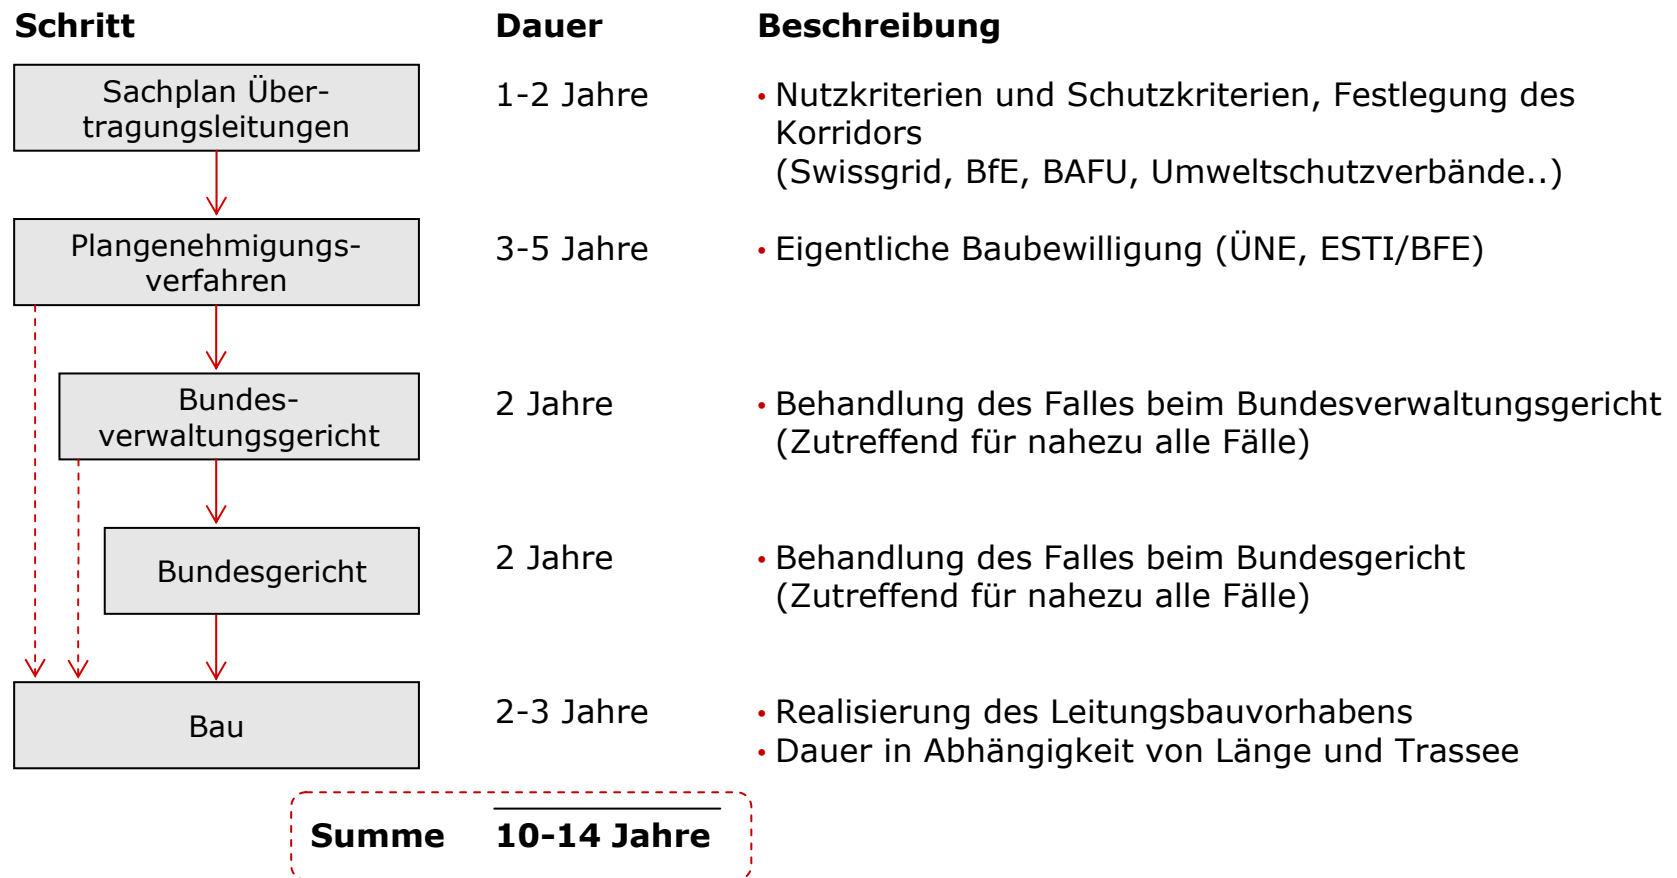 Schritt Dauer Beschreibung
Sachplan Über-
tragungsleitungen
1-2 Jahre
• Nutzkriterien und Schutzkriterien, Festlegung des
Korridors
(Swissgrid, BfE, BAFU, Umweltschutzverbände..)
Plangenehmigungs-
verfahren
3-5 Jahre
• Eigentliche Baubewilligung (ÜNE, ESTI/BFE)
Bundes-
verwaltungsgericht
2 Jahre
• Behandlung des Falles beim Bundesverwaltungsgericht
(Zutreffend für nahezu alle Fälle)
Bundesgericht
2 Jahre
• Behandlung des Falles beim Bundesgericht
(Zutreffend für nahezu alle Fälle)
Bau
2-3 Jahre
• Realisierung des Leitungsbauvorhabens
• Dauer in Abhängigkeit von Länge und Trassee
Summe 10-14 Jahre